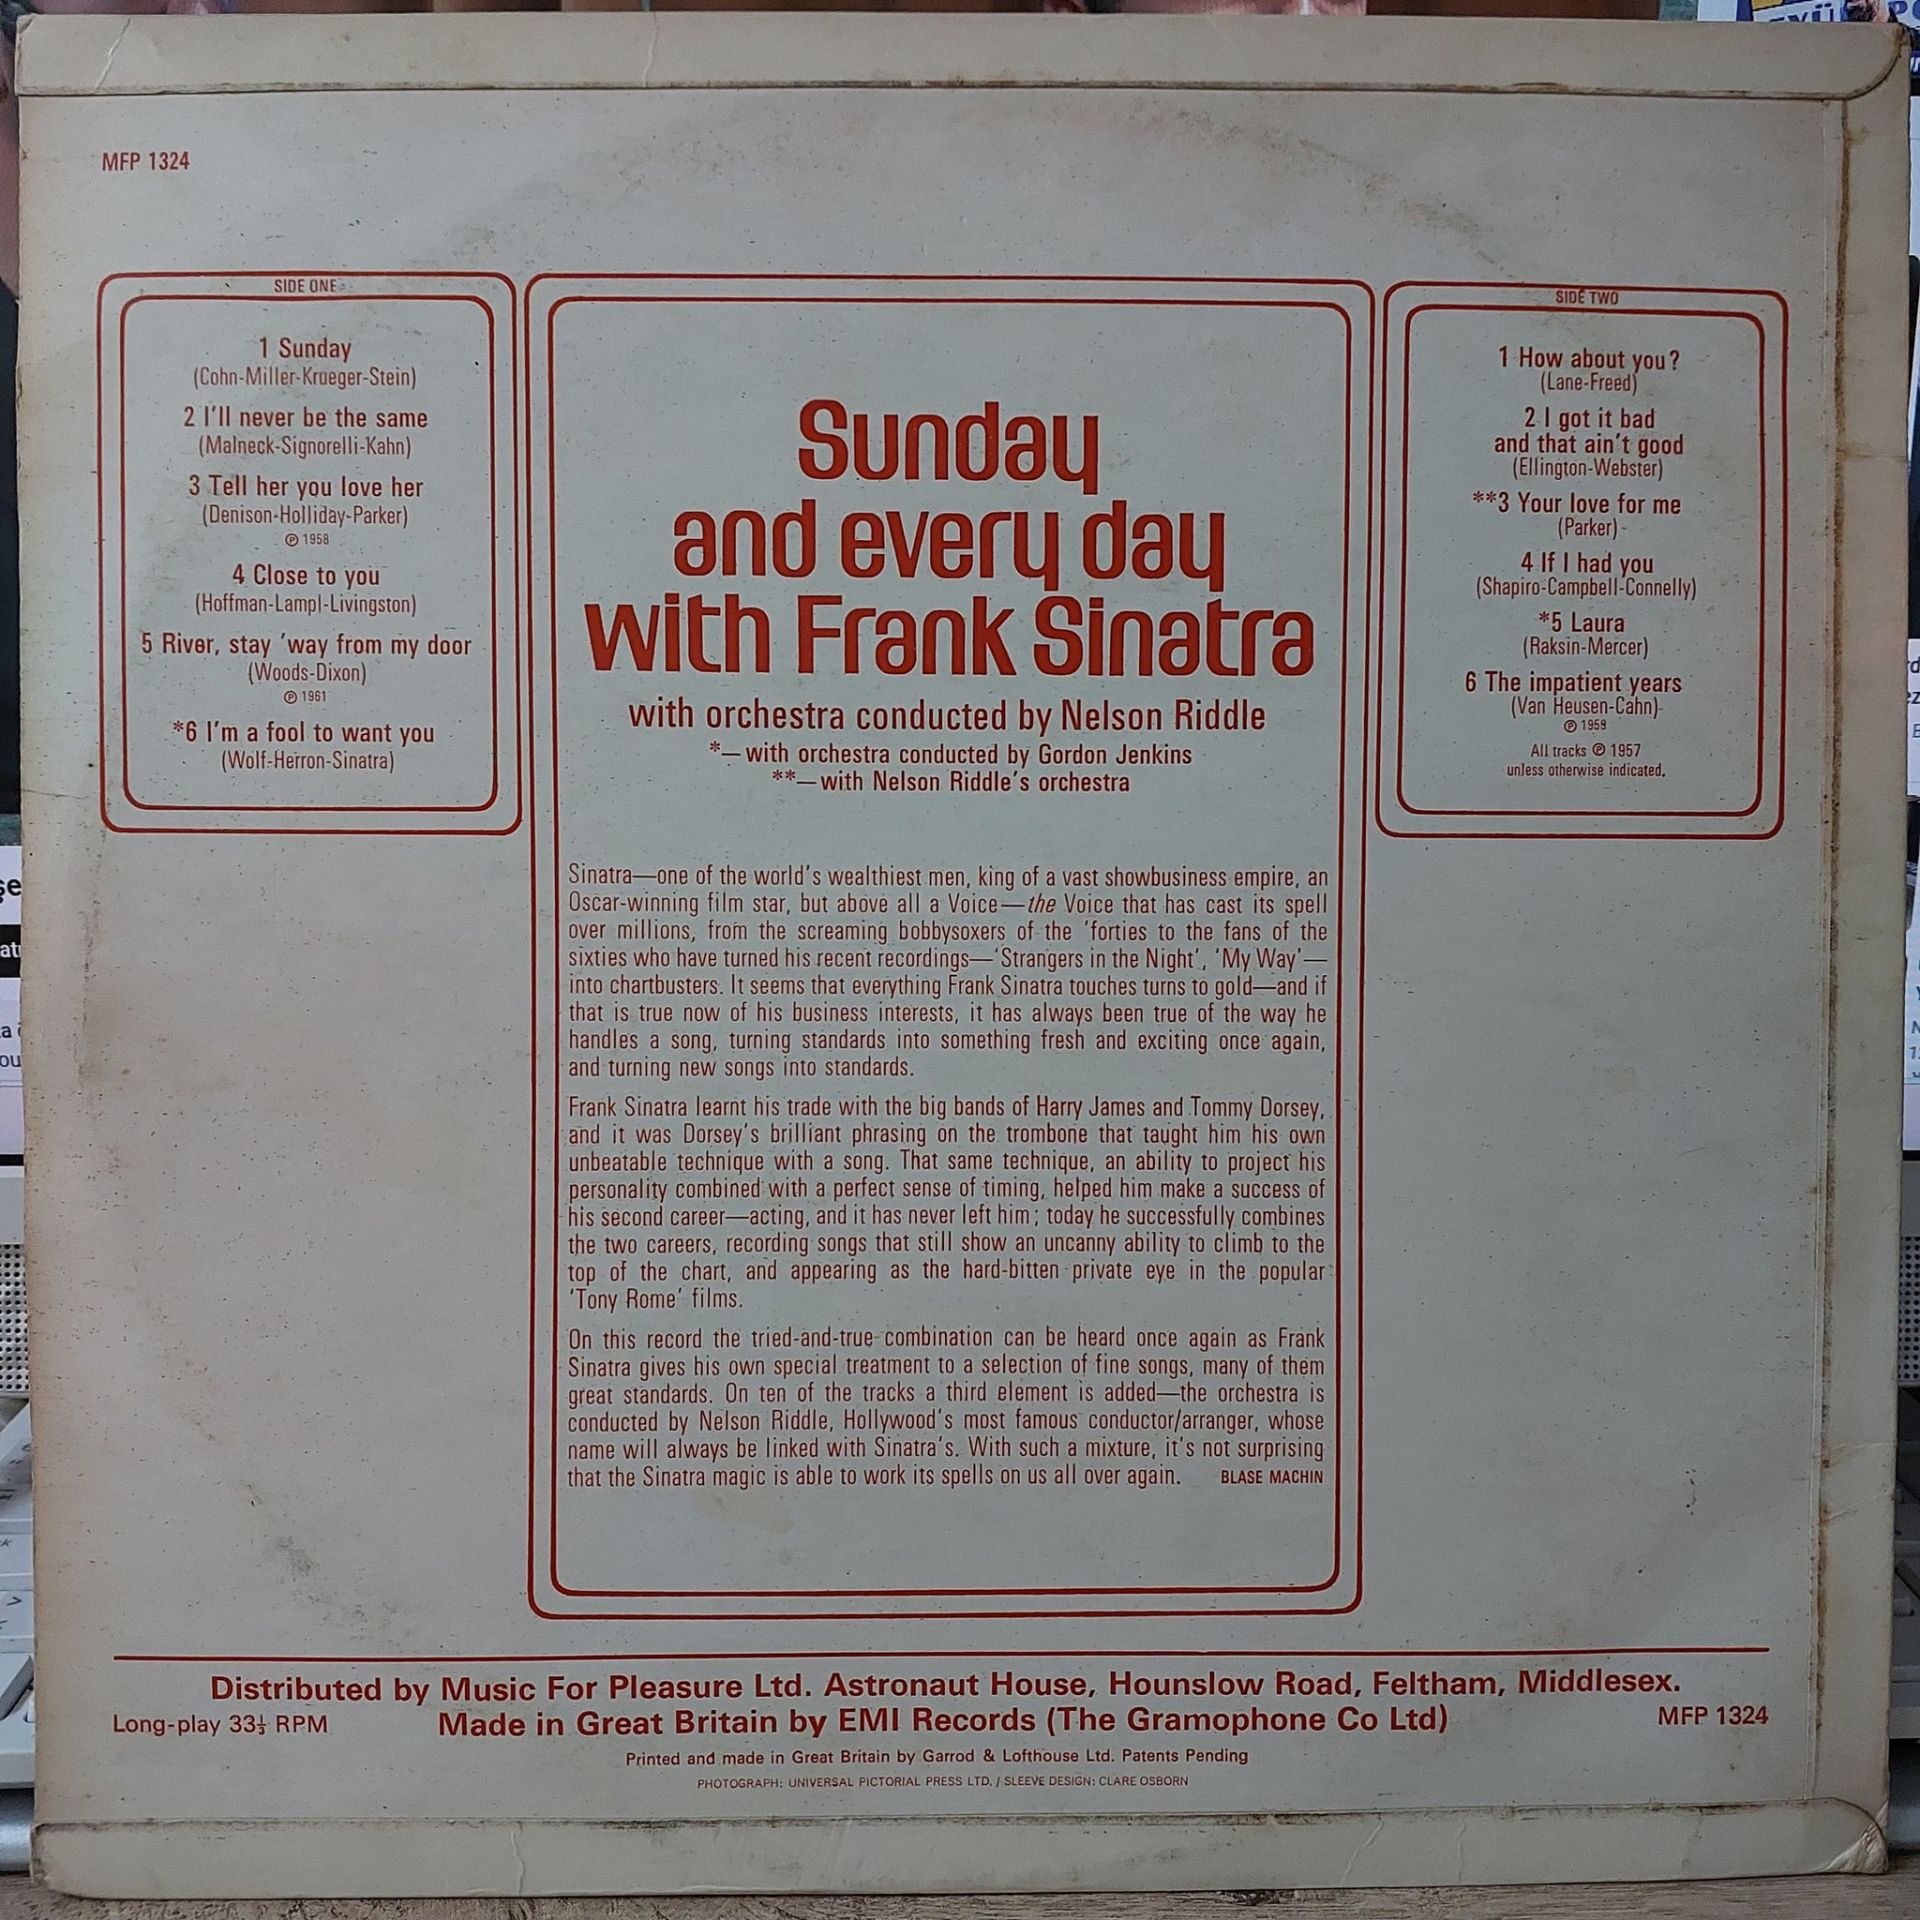 MFP 1324
SIDE ONE
1 Sunday
(Cohn-Miller-Krueger-Stein)
2 I'll never be the same
(Malneck-Signorelli-Kahn)
3 Tell her you love her
(Denison-Holliday-Parker)
℗ 1958
4 Close to you
(Hoffman-Lampl-Livingston)
5 River, stay 'way from my door
(Woods-Dixon)
℗ 1961
*6 I'm a fool to want you
(Wolf-Herron-Sinatra)
Sunday
and every day
with Frank Sinatra
with orchestra conducted by Nelson Riddle
*—with orchestra conducted by Gordon Jenkins
**—with Nelson Riddle's orchestra
Sinatra—one of the world's wealthiest men, king of a vast showbusiness empire, an
Oscar-winning film star, but above all a Voice—the Voice that has cast its spell
over millions, from the screaming bobbysoxers of the 'forties to the fans of the
sixties who have turned his recent recordings—'Strangers in the Night', 'My Way'—
into chartbusters. It seems that everything Frank Sinatra touches turns to gold—and if
that is true now of his business interests, it has always been true of the way he
handles a song, turning standards into something fresh and exciting once again,
and turning new songs into standards.
Frank Sinatra learnt his trade with the big bands of Harry James and Tommy Dorsey,
and it was Dorsey's brilliant phrasing on the trombone that taught him his own
unbeatable technique with a song. That same technique, an ability to project his
personality combined with a perfect sense of timing, helped him make a success of
his second career—acting, and it has never left him; today he successfully combines
the two careers, recording songs that still show an uncanny ability to climb to the
top of the chart, and appearing as the hard-bitten private eye in the popular
'Tony Rome' films.
On this record the tried-and-true combination can be heard once again as Frank
Sinatra gives his own special treatment to a selection of fine songs, many of them
great standards. On ten of the tracks a third element is added—the orchestra is
conducted by Nelson Riddle, Hollywood's most famous conductor/arranger, whose
name will always be linked with Sinatra's. With such a mixture, it's not surprising
that the Sinatra magic is able to work its spells on us all over again. BLASE MACHIN
SIDE TWO
1 How about you?
(Lane-Freed)
2 I got it bad
and that ain't good
(Ellington-Webster)
**3 Your love for me
(Parker)
4 If I had you
(Shapiro-Campbell-Connelly)
*5 Laura
(Raksin-Mercer)
6 The impatient years
(Van Heusen-Cahn)
℗ 1959
All tracks ℗ 1957
unless otherwise indicated.
Distributed by Music For Pleasure Ltd. Astronaut House, Hounslow Road, Feltham, Middlesex.
Long-play 33⅓ RPM Made in Great Britain by EMI Records (The Gramophone Co Ltd) MFP 1324
Printed and made in Great Britain by Garrod & Lofthouse Ltd. Patents Pending
PHOTOGRAPH: UNIVERSAL PICTORIAL PRESS LTD. / SLEEVE DESIGN: CLARE OSBORN